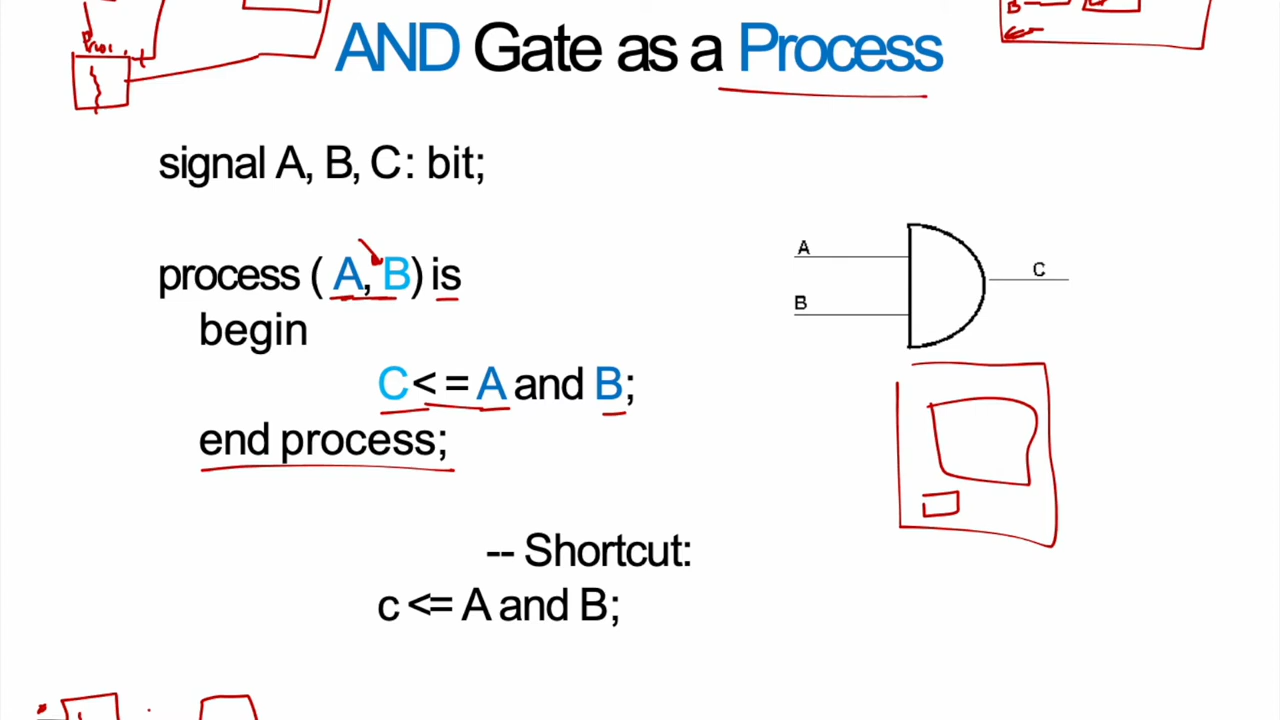 AND Gate as a Process
signal A, B, C: bit;
process ( A, B) is
begin
C < = A and B;
end process;
-- Shortcut:
c <= A and B;
A
B
C
B